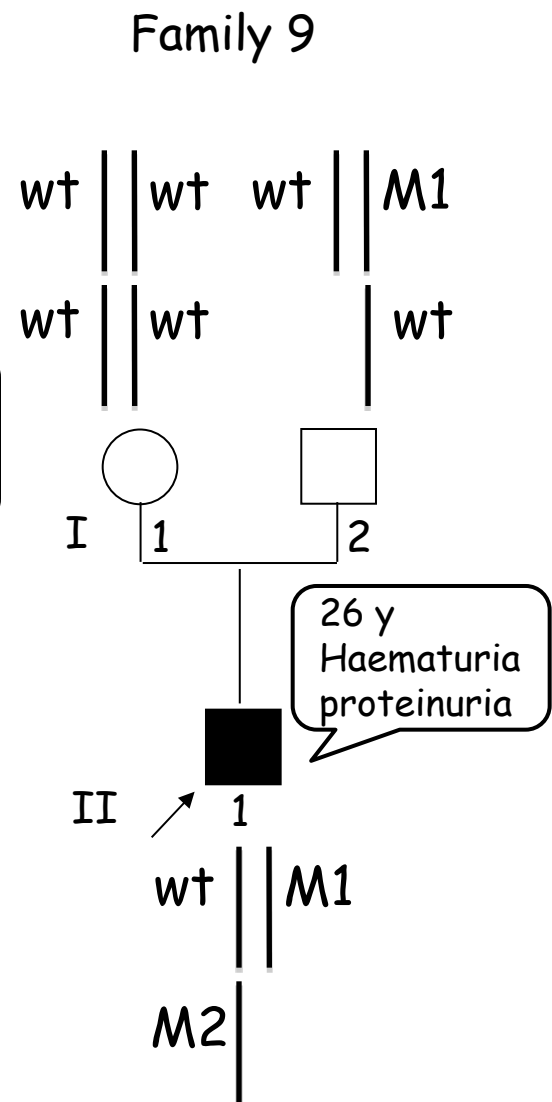 Family 9
wt wt wt M1
wt wt wt
I 1 2
26 y
Haematuria
proteinuria
II 1
wt M1
M2